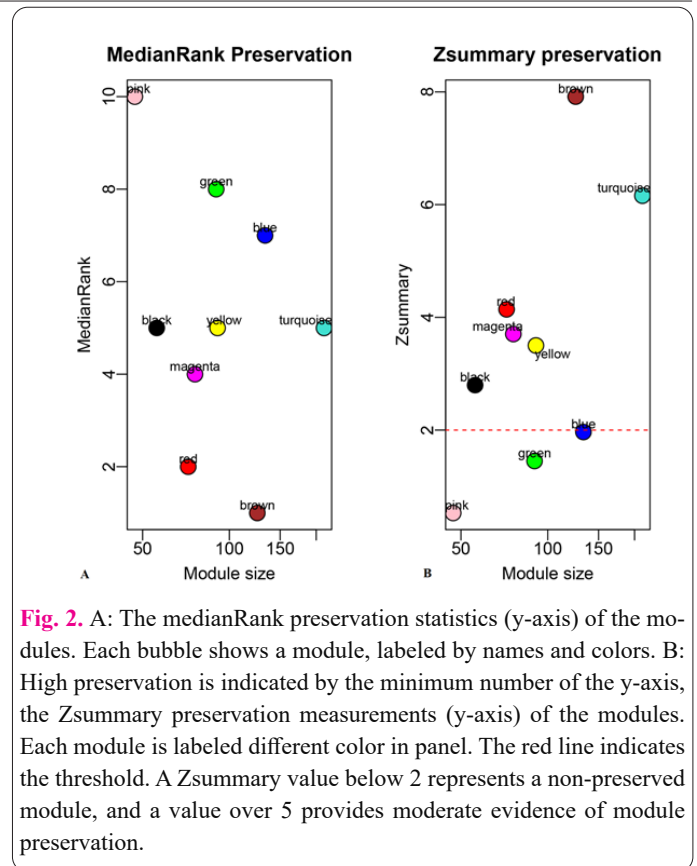 MedianRank Preservation
MedianRank
10
8
6
4
2
pink
green
blue
black
yellow
turquoise
magenta
red
brown
50
100
150
A
Module size
Zsummary preservation
Zsummary
8
6
4
2
brown
turquoise
red
magenta
yellow
black
blue
green
pink
50
100
150
B
Module size
Fig. 2. A: The medianRank preservation statistics (y-axis) of the mo-
dules. Each bubble shows a module, labeled by names and colors. B:
High preservation is indicated by the minimum number of the y-axis,
the Zsummary preservation measurements (y-axis) of the modules.
Each module is labeled different color in panel. The red line indicates
the threshold. A Zsummary value below 2 represents a non-preserved
module, and a value over 5 provides moderate evidence of module
preservation.